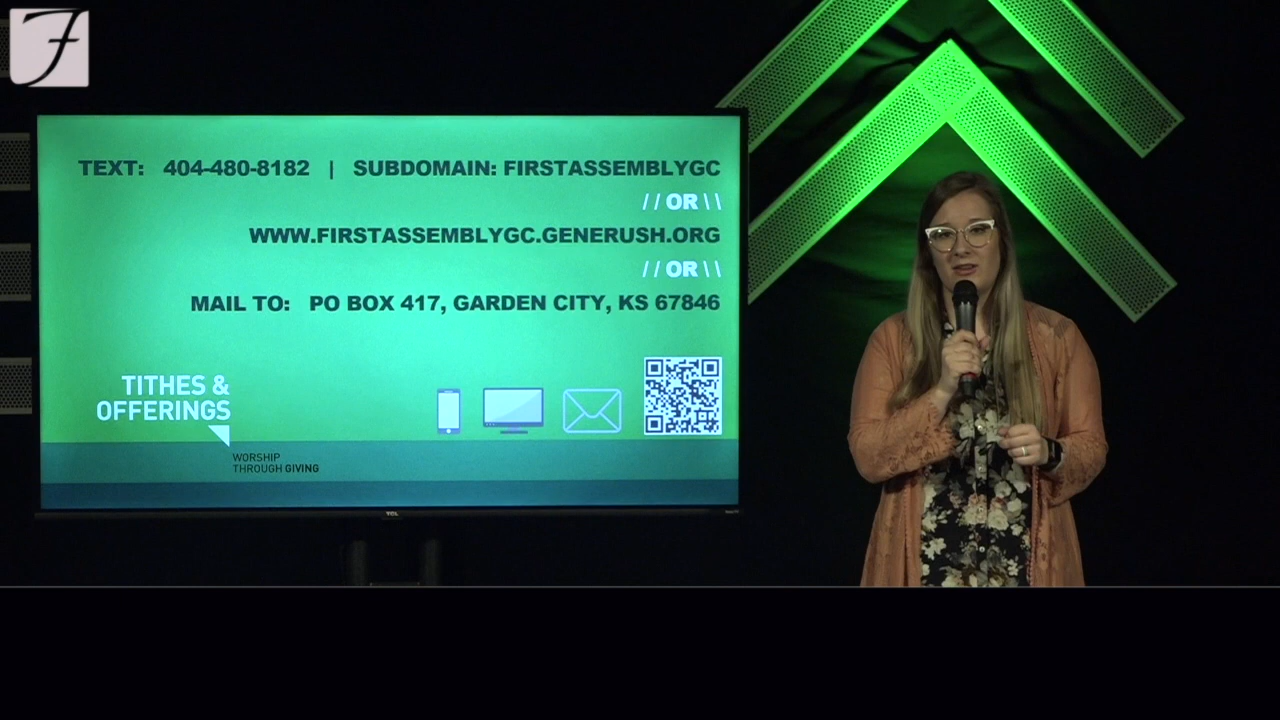 f
TEXT: 404-480-8182 | SUBDOMAIN: FIRSTASSEMBLYGC
// OR \\
WWW.FIRSTASSEMBLYGC.GENERUSH.ORG
// OR \\
MAIL TO: PO BOX 417, GARDEN CITY, KS 67846
TITHES &
OFFERINGS
WORSHIP
THROUGH GIVING
TCL